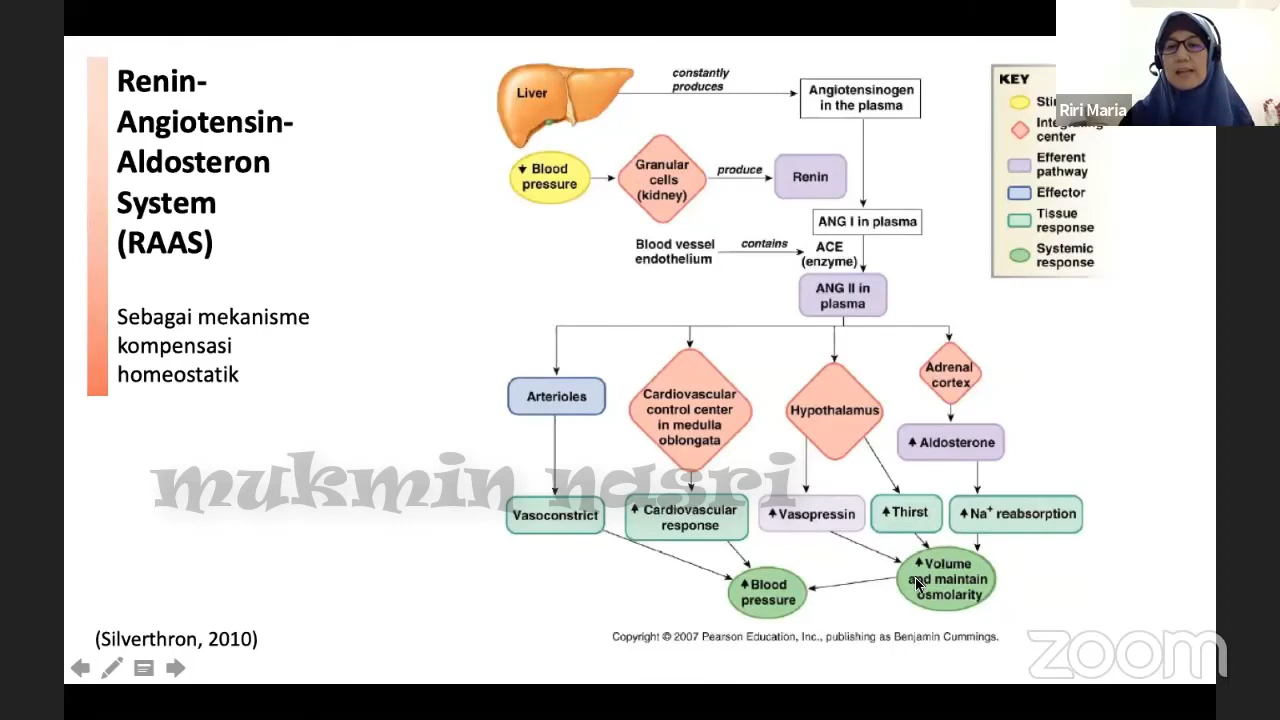 Renin-
Angiotensin-
Aldosteron
System
(RAAS)
Sebagai mekanisme
kompensasi
homeostatik
(Silverthron, 2010)
Liver
constantly
produces
Angiotensinogen
in the plasma
Blood
pressure
Granular
cells
(kidney)
produce
Renin
ANG I in plasma
Blood vessel
endothelium
contains
ACE
(enzyme)
ANG II in
plasma
Arterioles
Cardiovascular
control center
in medulla
oblongata
Hypothalamus
Adrenal
cortex
Aldosterone
Vasoconstrict
Cardiovascular
response
Vasopressin
Thirst
Na+ reabsorption
Blood
pressure
Volume
and maintain
osmolarity
Copyright © 2007 Pearson Education, Inc., publishing as Benjamin Cummings.
KEY
center
Efferent
pathway
Effector
Tissue
response
Systemic
response
Riri Maria
mukmin nasri
zoom